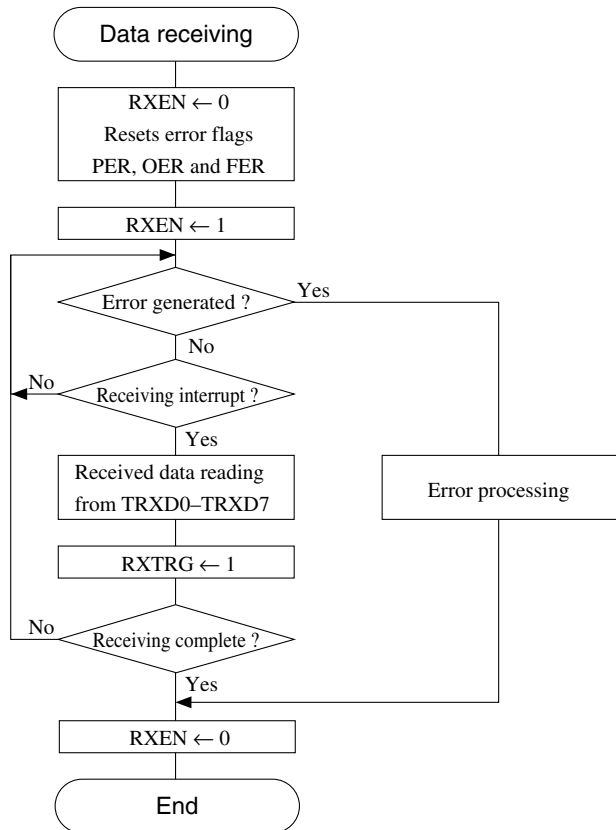 Data receiving
RXEN ← 0
Resets error flags
PER, OER and FER
RXEN ← 1
Error generated ?
Yes
No
Receiving interrupt ?
No
Yes
Received data reading
from TRXD0–TRXD7
Error processing
RXTRG ← 1
Receiving complete ?
No
Yes
RXEN ← 0
End